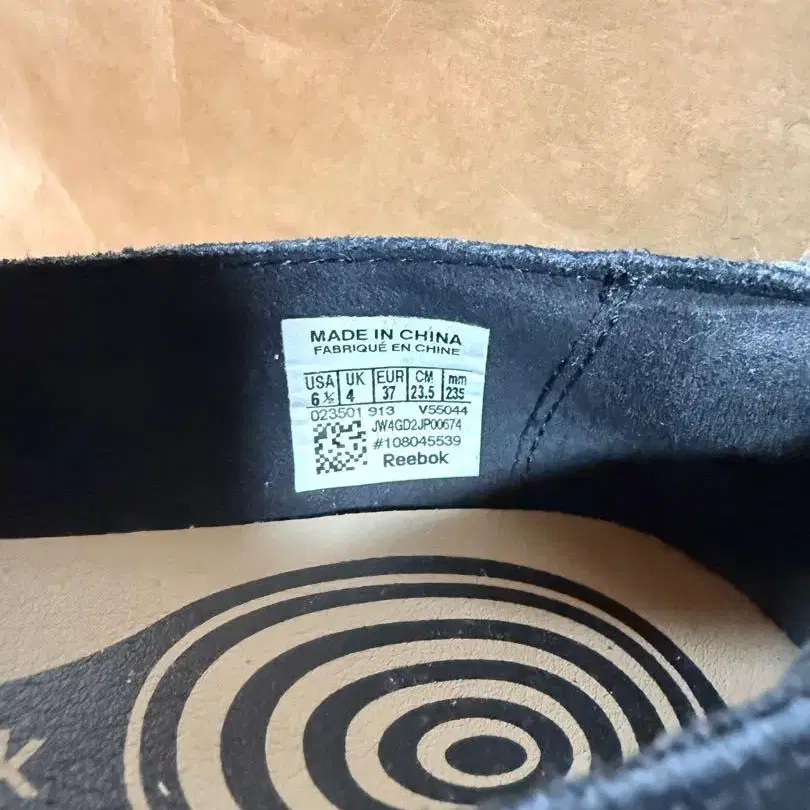 MADE IN CHINA
FABRIQUÉ EN CHINE
USA UK EUR CM mm
6 ½ 4 37 23.5 235
023501 913 V55044
JW4GD2JP00674
#108045539
Reebok
K